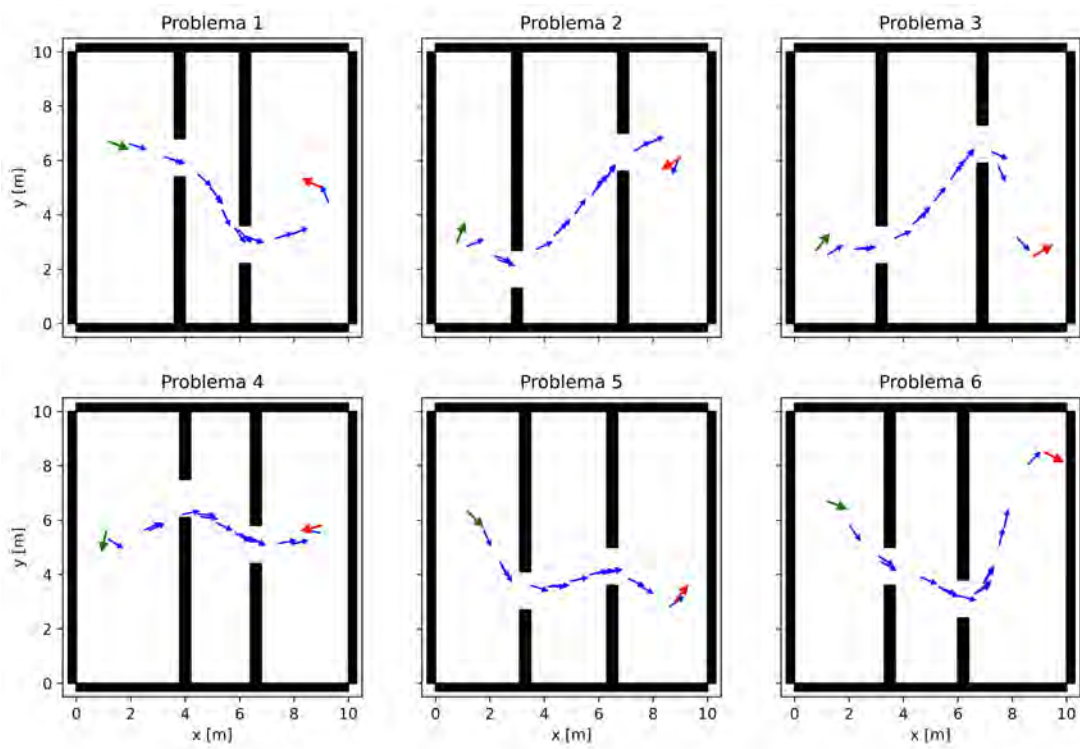 Problema 1
Problema 2
Problema 3
10
8
6
4
2
0
y [m]
Problema 4
Problema 5
Problema 6
10
8
6
4
2
0
y [m]
0 2 4 6 8 10
0 2 4 6 8 10
0 2 4 6 8 10
x [m]
x [m]
x [m]